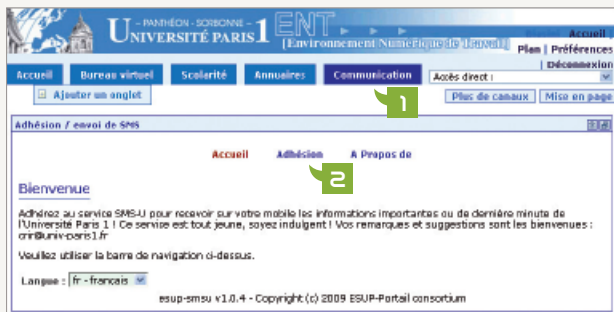 - PANTHÉON - SORBONNE -
UNIVERSITÉ PARIS 1
ENT
[Environnement Numérique de Travail]
Accueil
Plan | Préférences
| Déconnexion
Accueil Bureau virtuel Scolarité Annuaires Communication Accès direct :
Ajouter un onglet
1
Plus de canaux Mise en page
Adhésion / envoi de SMS
Accueil Adhésion A Propos de
2
Bienvenue
Adhérez au service SMS-U pour recevoir sur votre mobile les informations importantes ou de dernière minute de
l'Université Paris 1 ! Ce service est tout jeune, soyez indulgent ! Vos remarques et suggestions sont les bienvenues :
crir@univ-paris1.fr
Veuillez utiliser la barre de navigation ci-dessus.
Langue : fr - français
esup-smsu v1.0.4 - Copyright (c) 2009 ESUP-Portail consortium